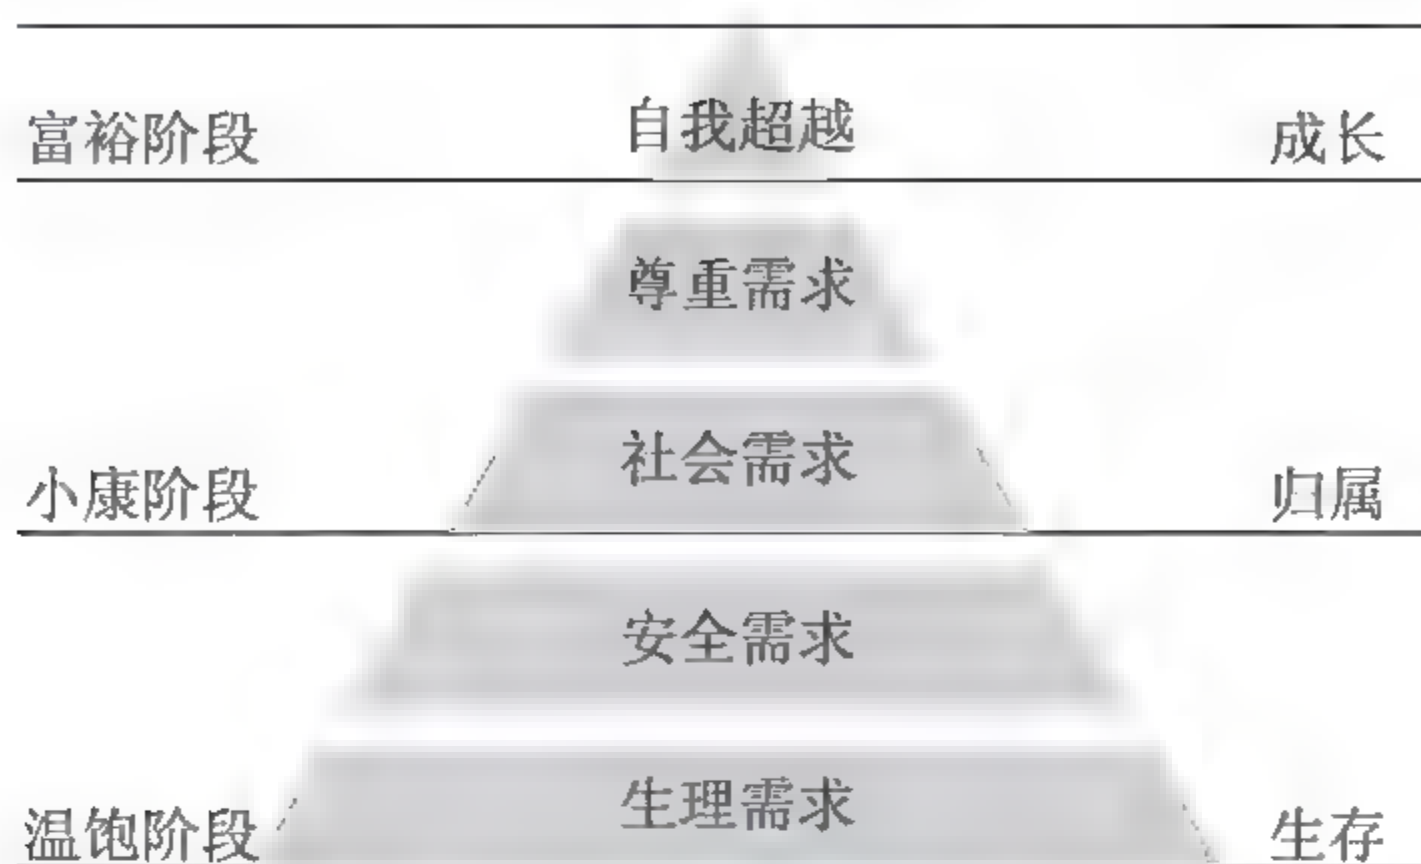 富裕阶段 自我超越 成长
尊重需求
社会需求
小康阶段 归属
安全需求
生理需求
温饱阶段 生存